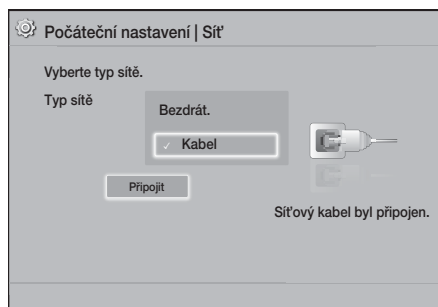 Počáteční nastavení | Síť
Vyberte typ sítě.
Typ sítě
Bezdrát.
✓ Kabel
Připojit
Síťový kabel byl připojen.